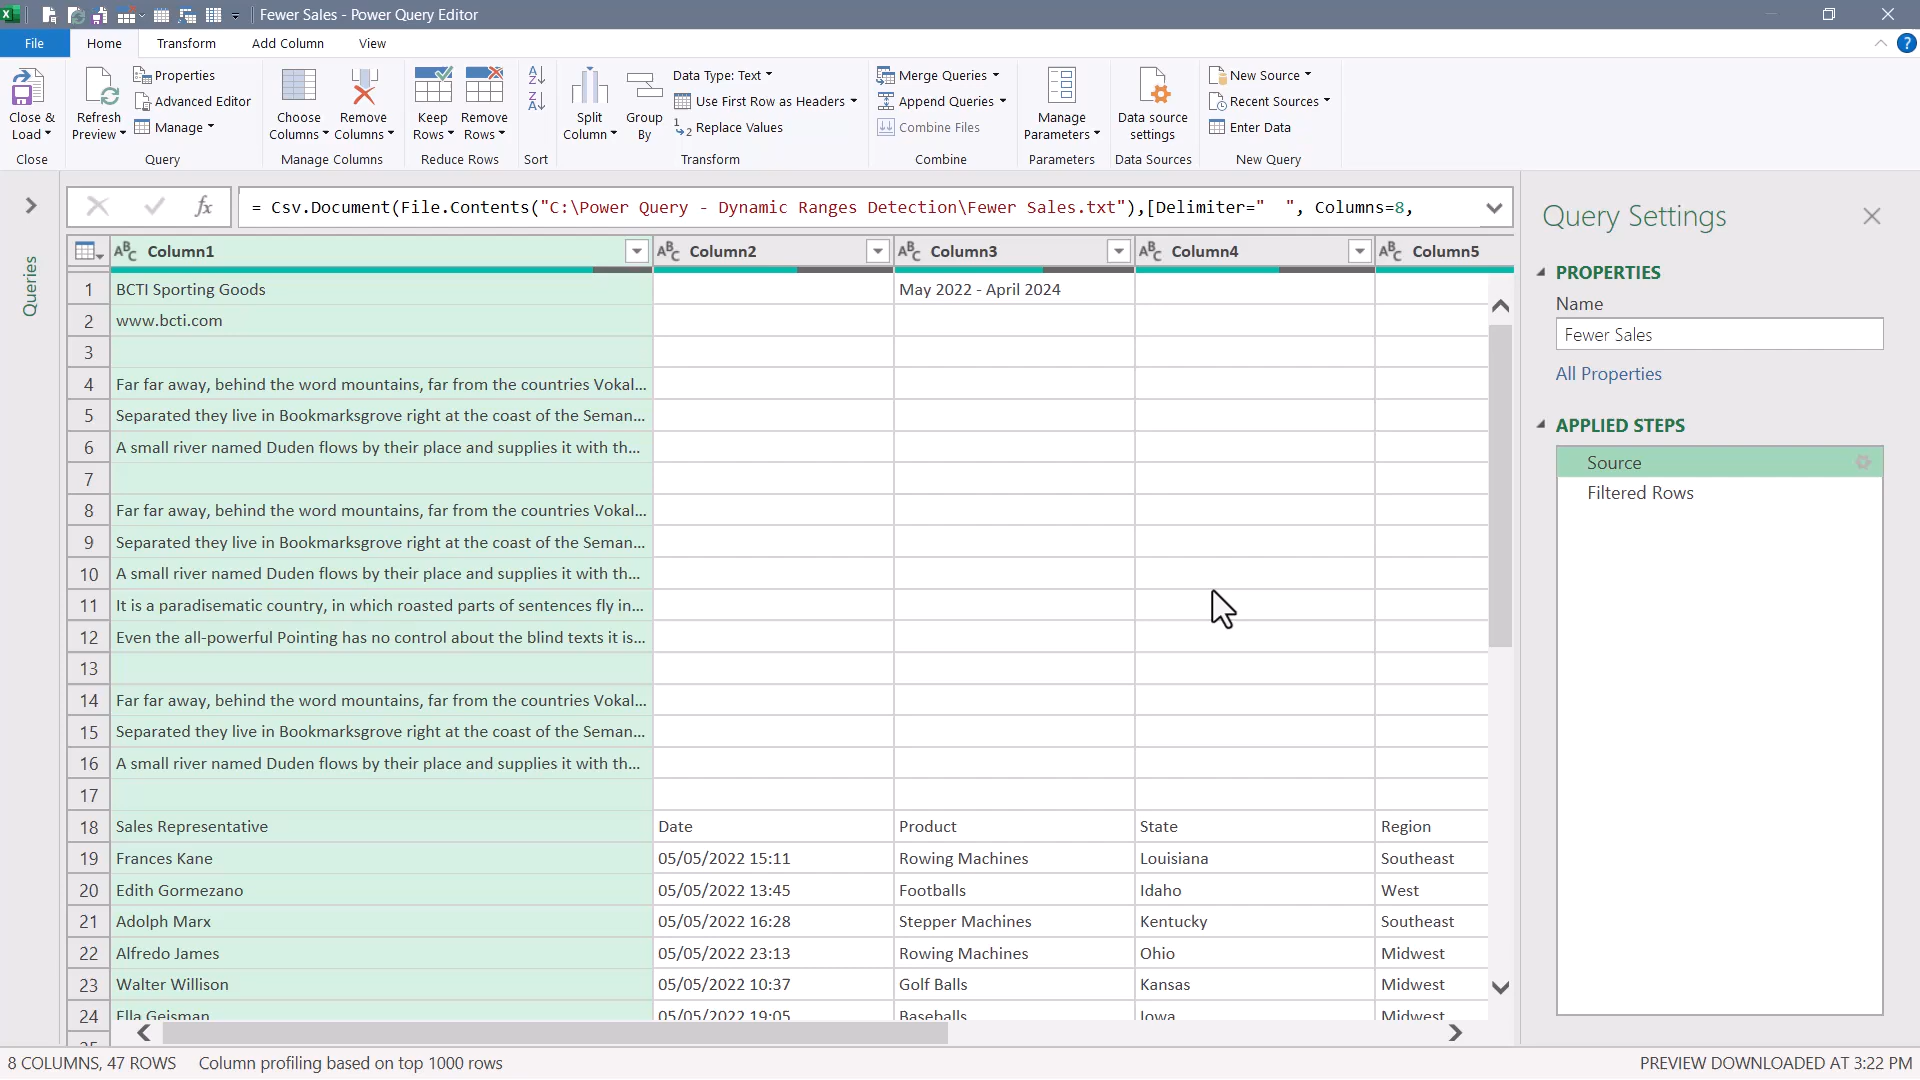 Fewer Sales - Power Query Editor
File Home Transform Add Column View
Close & Load
Close
Refresh Preview
Properties
Advanced Editor
Manage
Query
Choose Columns
Remove Columns
Manage Columns
Keep Rows
Remove Rows
Reduce Rows
Sort
Split Column
Group By
Data Type: Text
Use First Row as Headers
Replace Values
Transform
Merge Queries
Append Queries
Combine Files
Combine
Manage Parameters
Parameters
Data source settings
Data Sources
New Source
Recent Sources
Enter Data
New Query
Queries
= Csv.Document(File.Contents("C:\Power Query - Dynamic Ranges Detection\Fewer Sales.txt"),[Delimiter="  ", Columns=8,
Column1 Column2 Column3 Column4 Column5
1 BCTI Sporting Goods May 2022 - April 2024
2 www.bcti.com
3
4 Far far away, behind the word mountains, far from the countries Vokal...
5 Separated they live in Bookmarksgrove right at the coast of the Seman...
6 A small river named Duden flows by their place and supplies it with th...
7
8 Far far away, behind the word mountains, far from the countries Vokal...
9 Separated they live in Bookmarksgrove right at the coast of the Seman...
10 A small river named Duden flows by their place and supplies it with th...
11 It is a paradisematic country, in which roasted parts of sentences fly in...
12 Even the all-powerful Pointing has no control about the blind texts it is...
13
14 Far far away, behind the word mountains, far from the countries Vokal...
15 Separated they live in Bookmarksgrove right at the coast of the Seman...
16 A small river named Duden flows by their place and supplies it with th...
17
18 Sales Representative Date Product State Region
19 Frances Kane 05/05/2022 15:11 Rowing Machines Louisiana Southeast
20 Edith Gormezano 05/05/2022 13:45 Footballs Idaho West
21 Adolph Marx 05/05/2022 16:28 Stepper Machines Kentucky Southeast
22 Alfredo James 05/05/2022 23:13 Rowing Machines Ohio Midwest
23 Walter Willison 05/05/2022 10:37 Golf Balls Kansas Midwest
24 Ella Geisman 05/05/2022 19:05 Baseballs Iowa Midwest
25
Query Settings
PROPERTIES
Name
Fewer Sales
All Properties
APPLIED STEPS
Source
Filtered Rows
8 COLUMNS, 47 ROWS Column profiling based on top 1000 rows
PREVIEW DOWNLOADED AT 3:22 PM